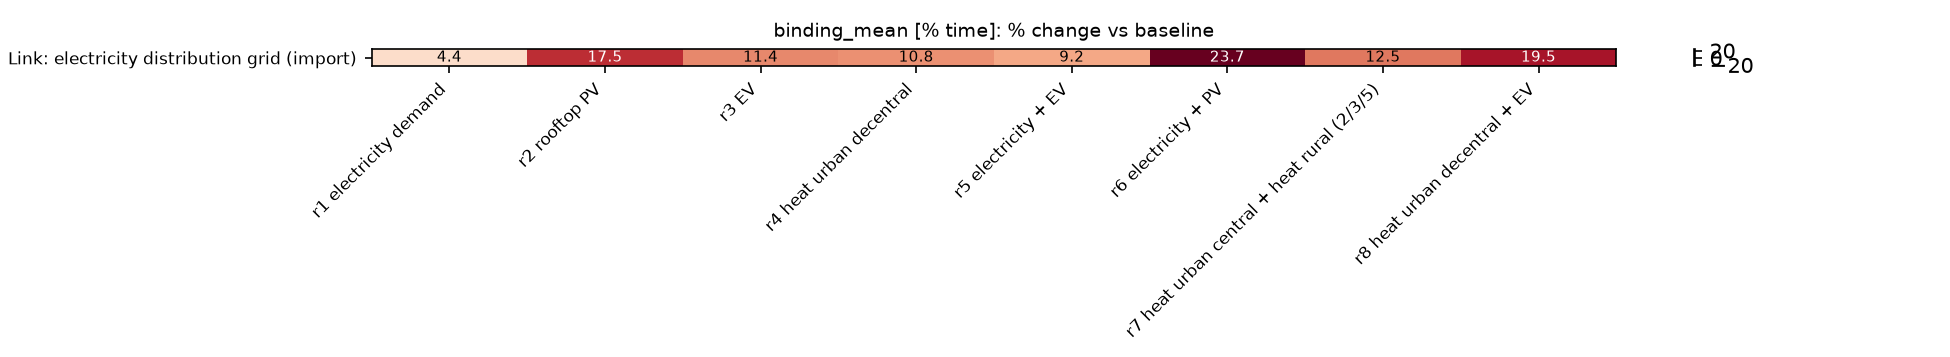 binding_mean [% time]: % change vs baseline
Link: electricity distribution grid (import)
4.4 17.5 11.4 10.8 9.2 23.7 12.5 19.5
20
0
−20
r1 electricity demand
r2 rooftop PV
r3 EV
r4 heat urban decentral
r5 electricity + EV
r6 electricity + PV
r7 heat urban central + heat rural (2/3/5)
r8 heat urban decentral + EV